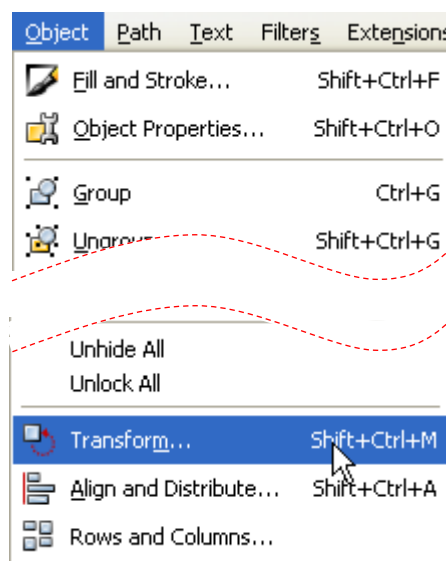 Object Path Text Filters Extensions
Fill and Stroke... Shift+Ctrl+F
Object Properties... Shift+Ctrl+O
Group Ctrl+G
Ungroup Shift+Ctrl+G
Unhide All
Unlock All
Transform... Shift+Ctrl+M
Align and Distribute... Shift+Ctrl+A
Rows and Columns...